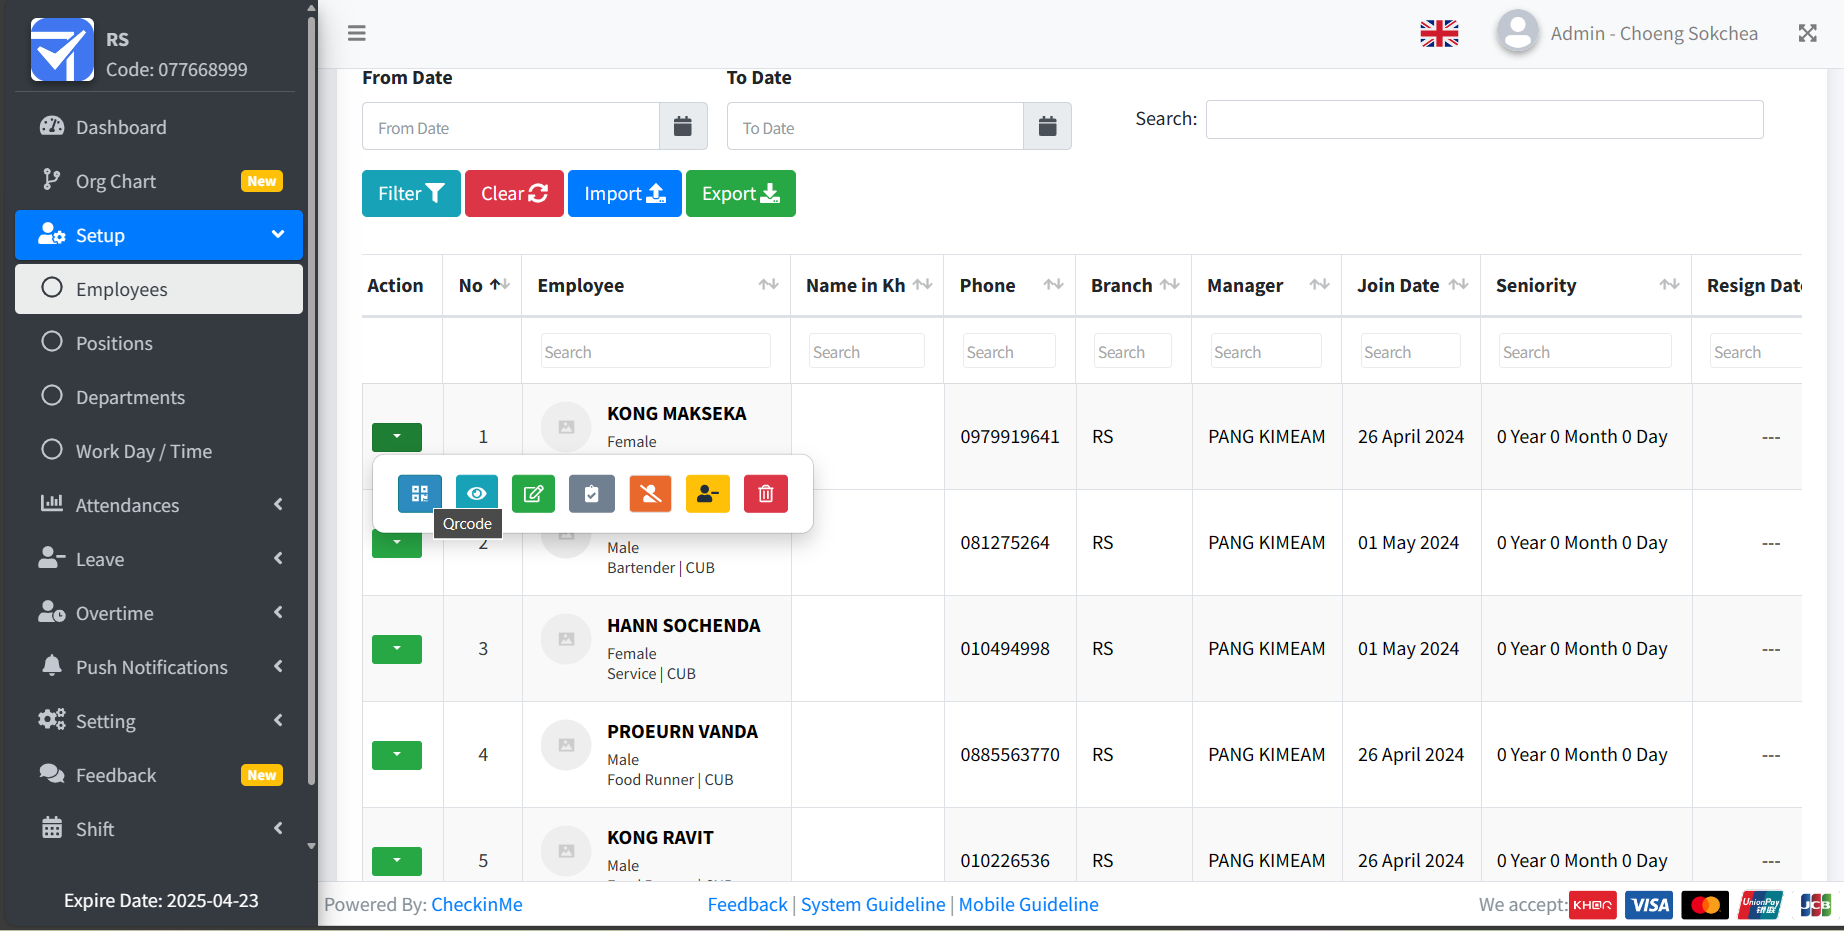 RS
Code: 077668999
Dashboard
Org Chart New
Setup
Employees
Positions
Departments
Work Day / Time
Attendances
Leave
Overtime
Push Notifications
Setting
Feedback New
Shift
Expire Date: 2025-04-23
Admin - Choeng Sokchea
From Date To Date
From Date To Date Search:
Filter Clear Import Export
Action No Employee Name in Kh Phone Branch Manager Join Date Seniority Resign Date
Search Search Search Search Search Search Search Search
KONG MAKSEKA
1 Female 0979919641 RS PANG KIMEAM 26 April 2024 0 Year 0 Month 0 Day ---
Qrcode
2 Male 081275264 RS PANG KIMEAM 01 May 2024 0 Year 0 Month 0 Day ---
Bartender | CUB
HANN SOCHENDA
3 Female 010494998 RS PANG KIMEAM 01 May 2024 0 Year 0 Month 0 Day ---
Service | CUB
PROEURN VANDA
4 Male 0885563770 RS PANG KIMEAM 26 April 2024 0 Year 0 Month 0 Day ---
Food Runner | CUB
KONG RAVIT
5 Male 010226536 RS PANG KIMEAM 26 April 2024 0 Year 0 Month 0 Day ---
Powered By: CheckinMe Feedback | System Guideline | Mobile Guideline We accept: KHQR VISA UnionPay 银联 JCB